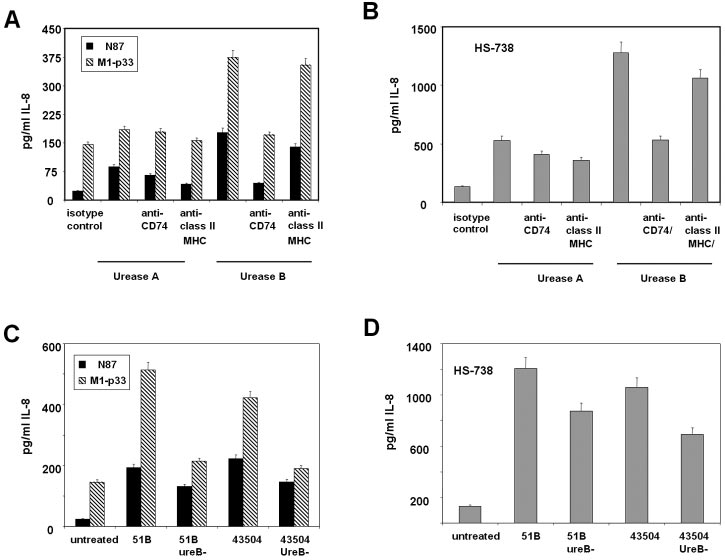 A
N87
M1-p33
pg/ml IL-8
450
375
300
225
150
75
0
isotype
control
anti-
CD74
anti-
class II
MHC
anti-
CD74
anti-
class II
MHC
Urease A
Urease B
B
HS-738
pg/ml IL-8
1500
1000
500
0
isotype
control
anti-
CD74
anti-
class II
MHC
anti-
CD74/
anti-
class II
MHC/
Urease A
Urease B
C
N87
M1-p33
pg/ml IL-8
600
400
200
0
untreated
51B
51B
ureB-
43504
43504
UreB-
D
HS-738
pg/ml IL-8
1400
1000
800
600
200
untreated
51B
51B
ureB-
43504
43504
UreB-